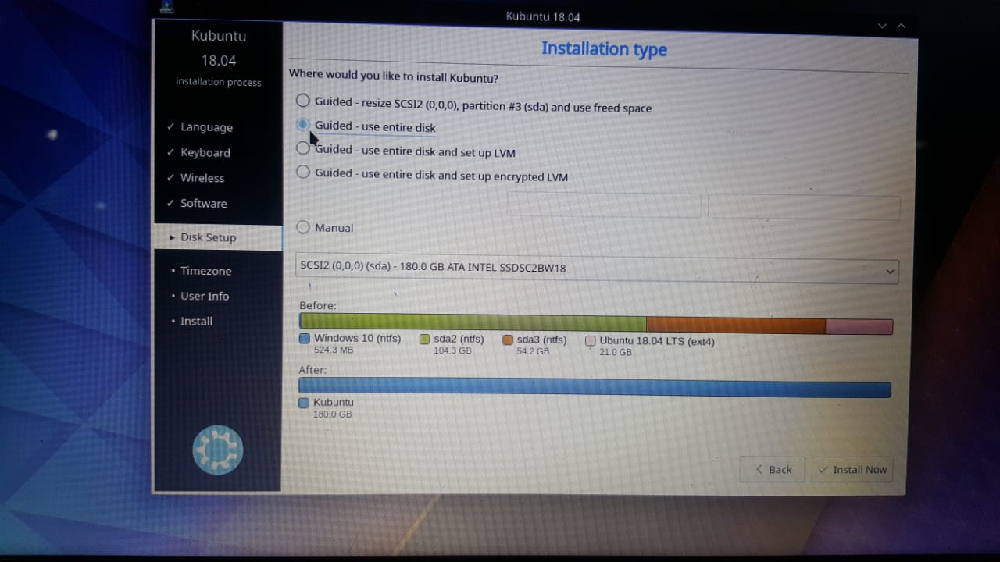 Kubuntu 18.04
Kubuntu
18.04
installation process
✓ Language
✓ Keyboard
✓ Wireless
✓ Software
▸ Disk Setup
• Timezone
• User Info
• Install
Installation type
Where would you like to install Kubuntu?
Guided - resize SCSI2 (0,0,0), partition #3 (sda) and use freed space
Guided - use entire disk
Guided - use entire disk and set up LVM
Guided - use entire disk and set up encrypted LVM
Manual
SCSI2 (0,0,0) (sda) - 180.0 GB ATA INTEL SSDSC2BW18
Before:
Windows 10 (ntfs) sda2 (ntfs) sda3 (ntfs) Ubuntu 18.04 LTS (ext4)
524.3 MB 104.3 GB 54.2 GB 21.0 GB
After:
Kubuntu
180.0 GB
Back Install Now